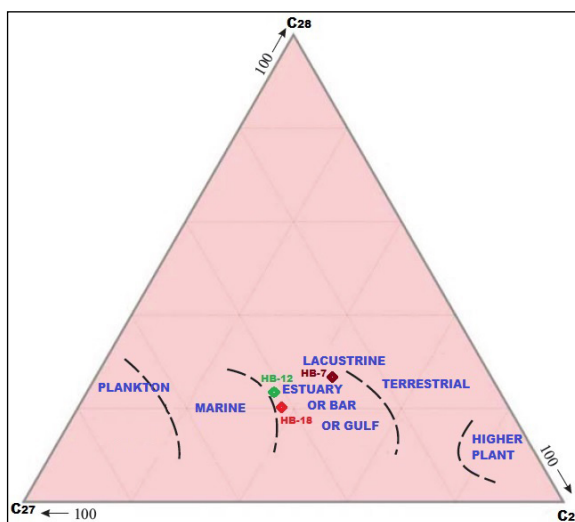 C28
100
LACUSTRINE
HB-7
PLANKTON
HB-12
ESTUARY
TERRESTRIAL
MARINE
OR BAR
HB-18
OR GULF
HIGHER
PLANT
100
C27
100
C2